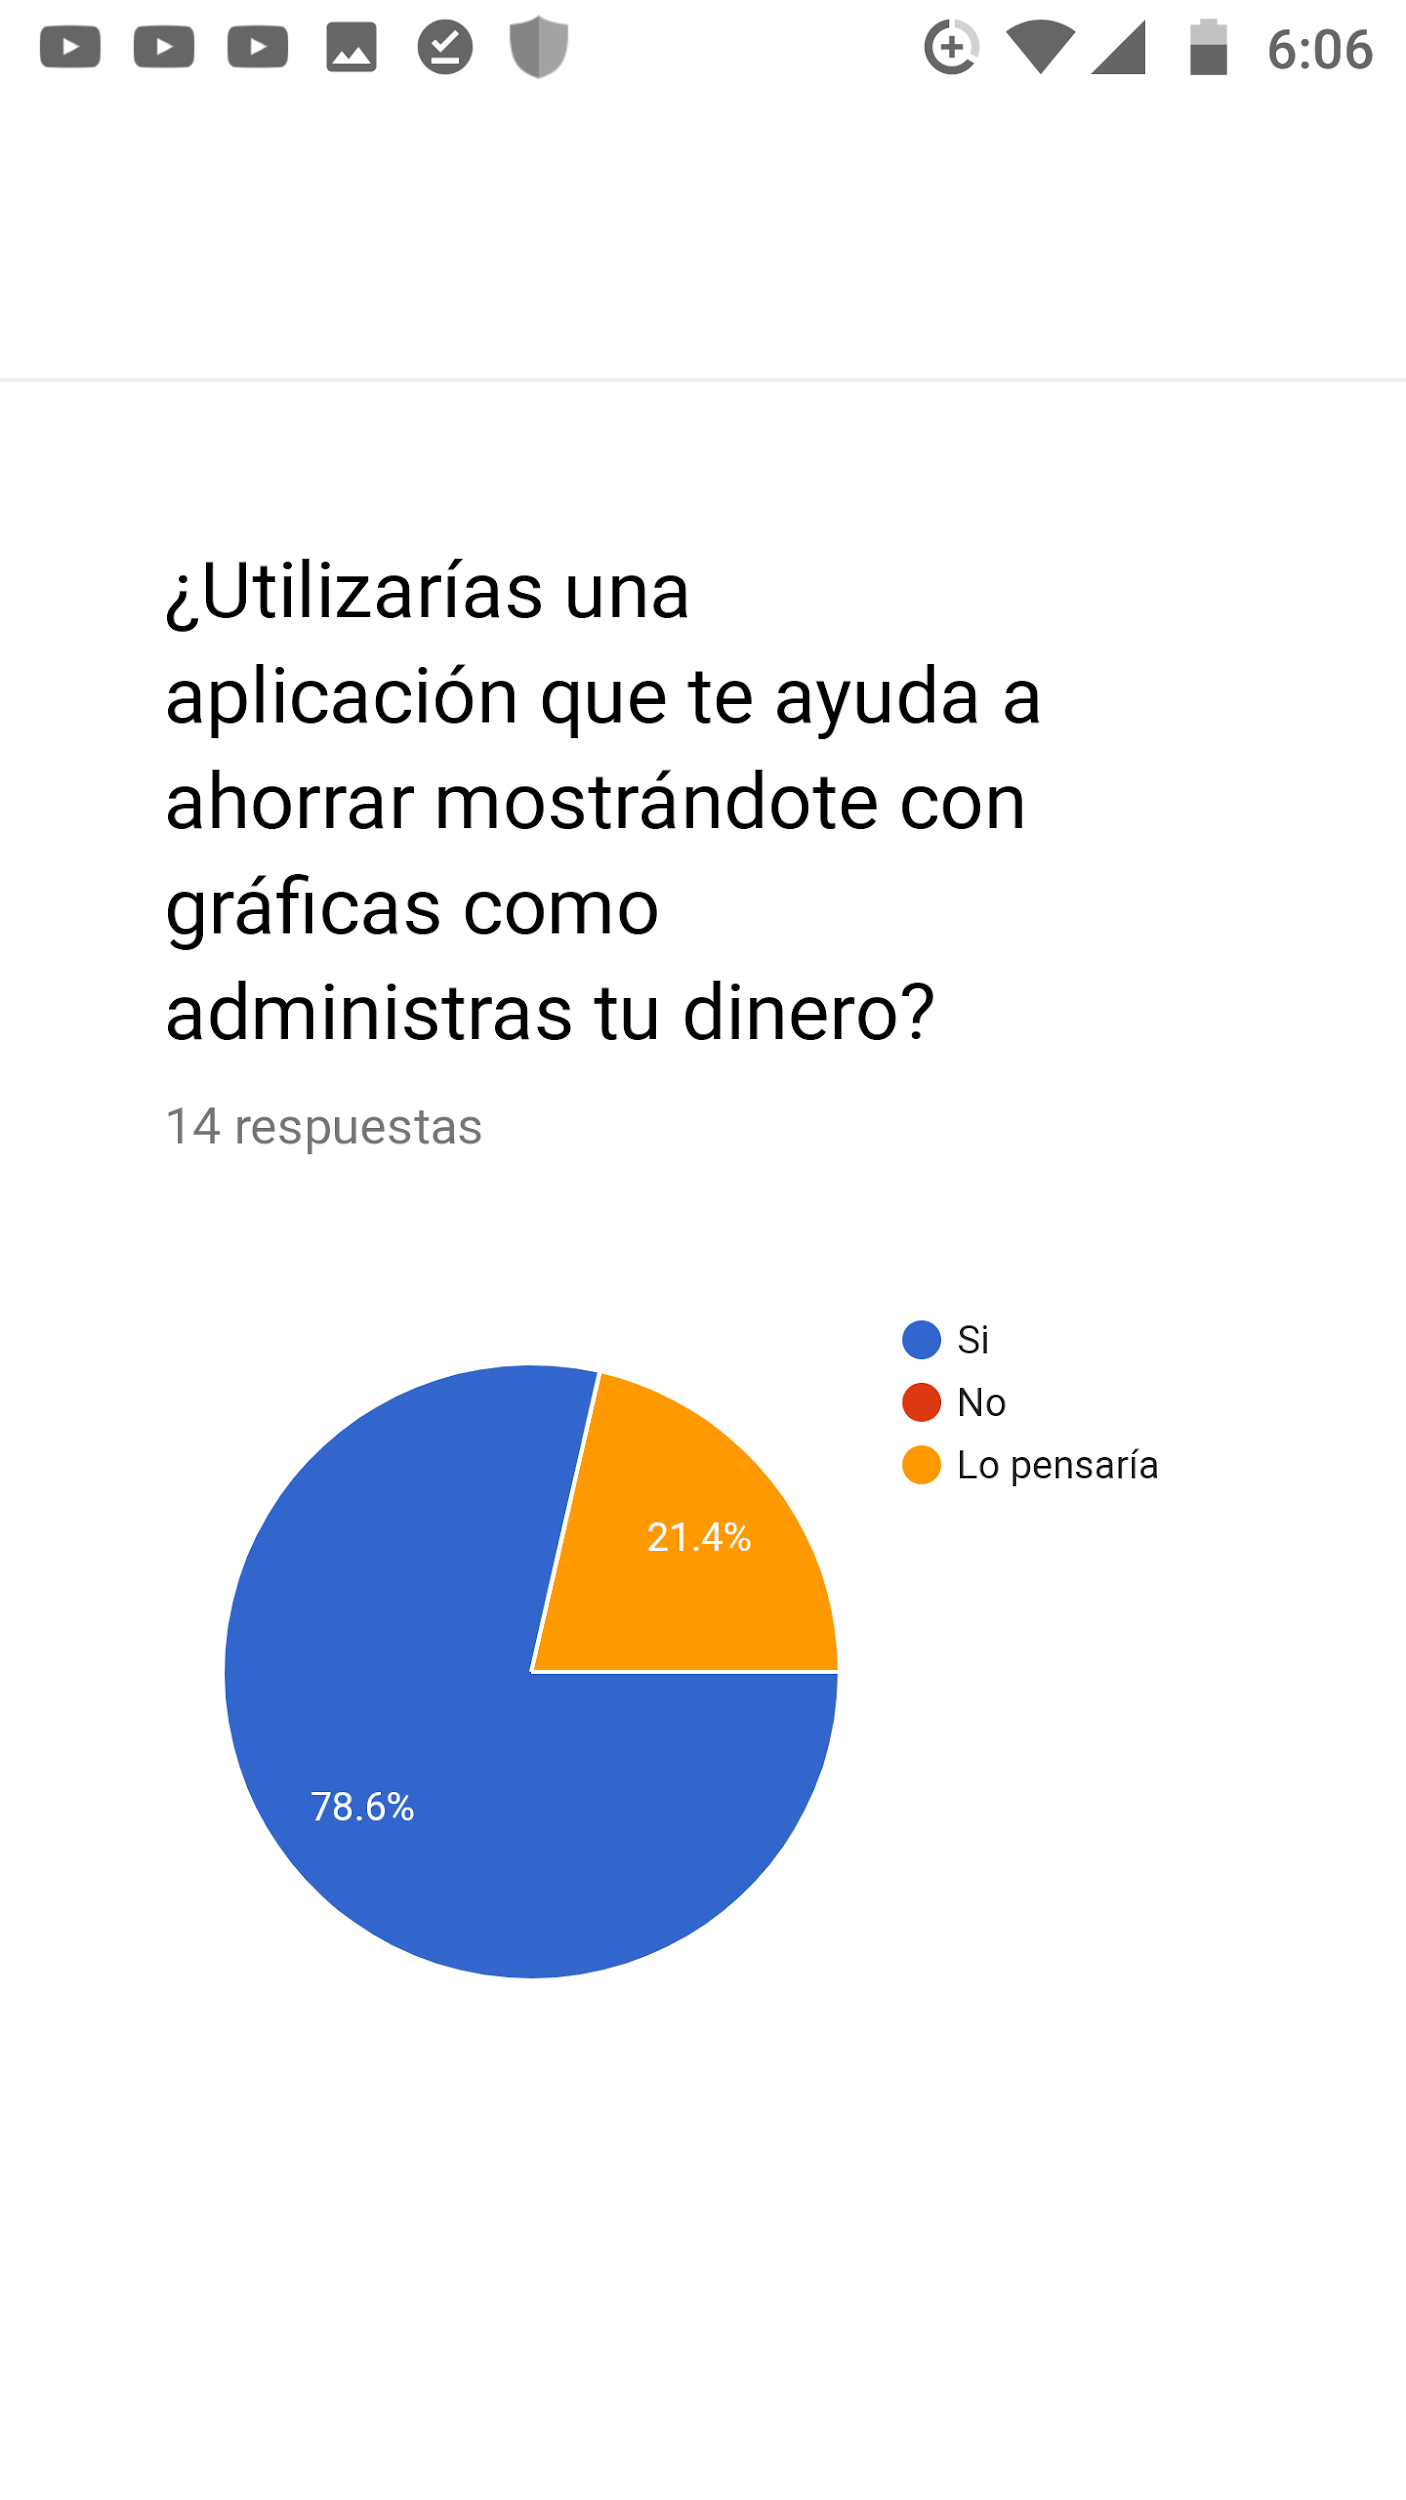 6:06
¿Utilizarías una
aplicación que te ayuda a
ahorrar mostrándote con
gráficas como
administras tu dinero?
14 respuestas
Si
No
Lo pensaría
21.4%
78.6%